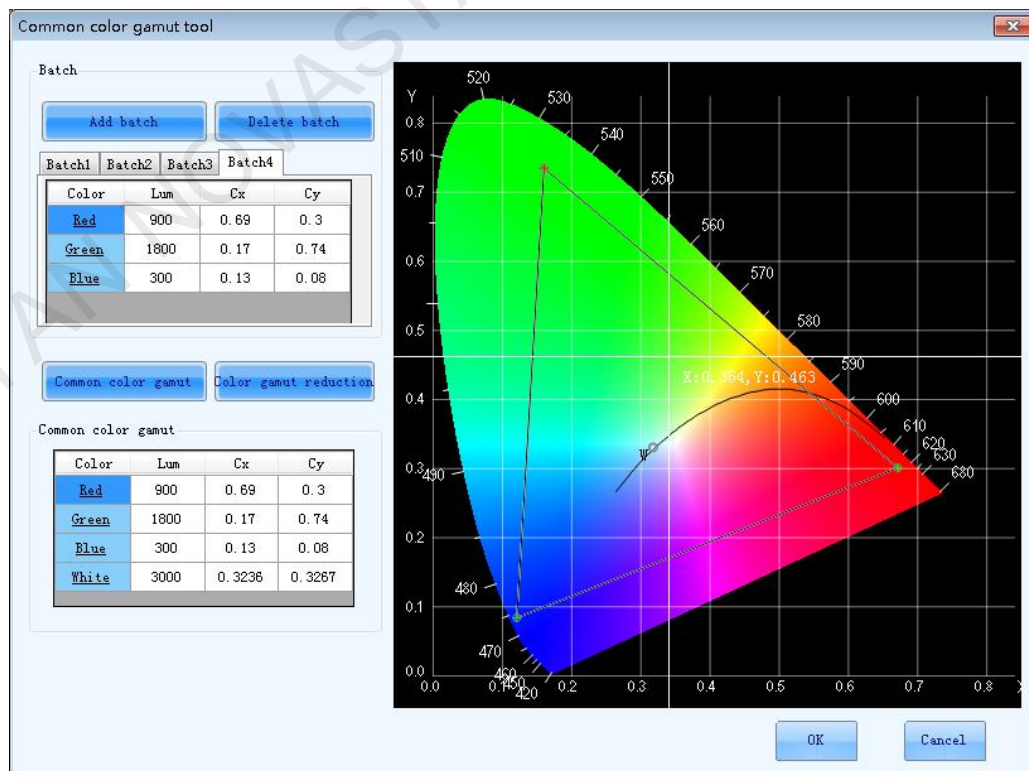 Common color gamut tool
Batch
Add batch
Delete batch
Batch1 Batch2 Batch3 Batch4
Color Lum Cx Cy
Red 900 0.69 0.3
Green 1800 0.17 0.74
Blue 300 0.13 0.08
Common color gamut
Color gamut reduction
Common color gamut
Color Lum Cx Cy
Red 900 0.69 0.3
Green 1800 0.17 0.74
Blue 300 0.13 0.08
White 3000 0.3236 0.3267
Y
0.8
0.7
0.6
0.5
0.4
0.3
0.2
0.1
0.0
0.0 0.1 0.2 0.3 0.4 0.5 0.6 0.7 0.8
520
530
540
510
550
560
570
580
590
600
610
620
630
680
490
480
470
460
450
420
X:0.354,Y:0.463
W
OK
Cancel